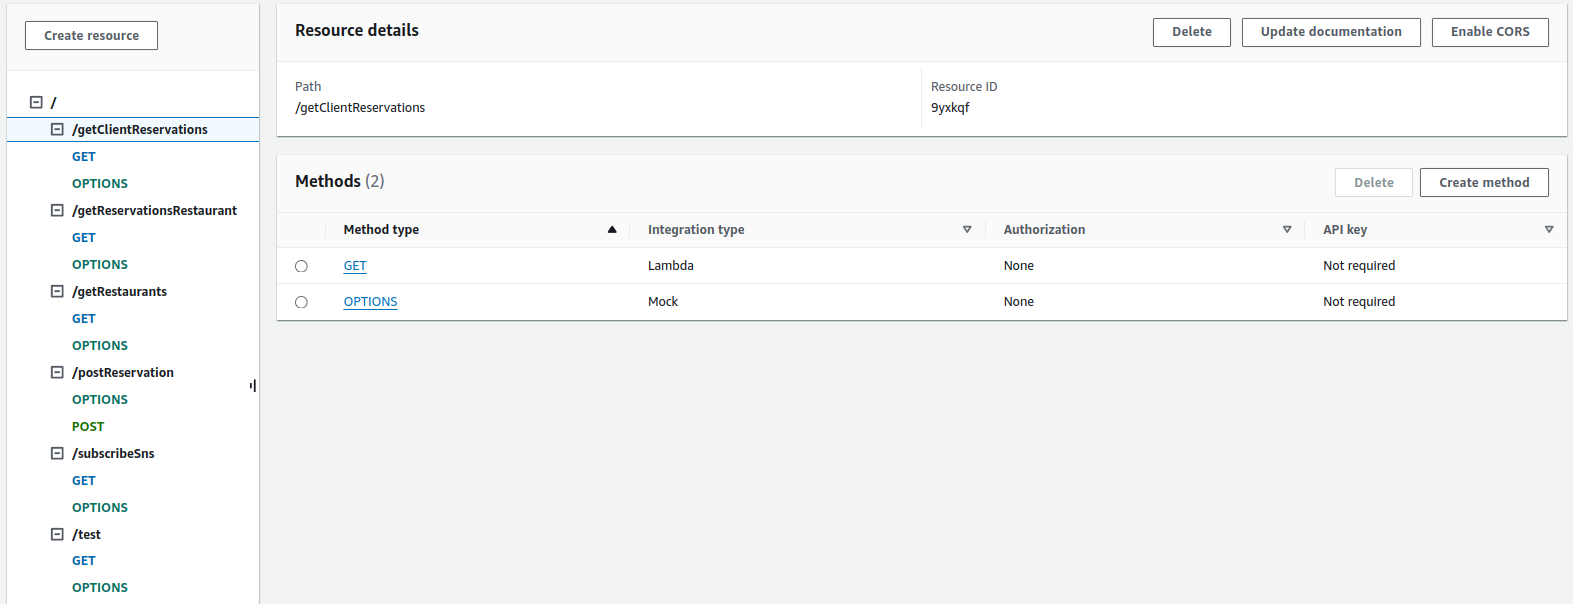 Create resource
/
/getClientReservations
GET
OPTIONS
/getReservationsRestaurant
GET
OPTIONS
/getRestaurants
GET
OPTIONS
/postReservation
OPTIONS
POST
/subscribeSns
GET
OPTIONS
/test
GET
OPTIONS
Resource details
Delete Update documentation Enable CORS
Path Resource ID
/getClientReservations 9yxkqf
Methods (2) Delete Create method
Method type Integration type Authorization API key
GET Lambda None Not required
OPTIONS Mock None Not required